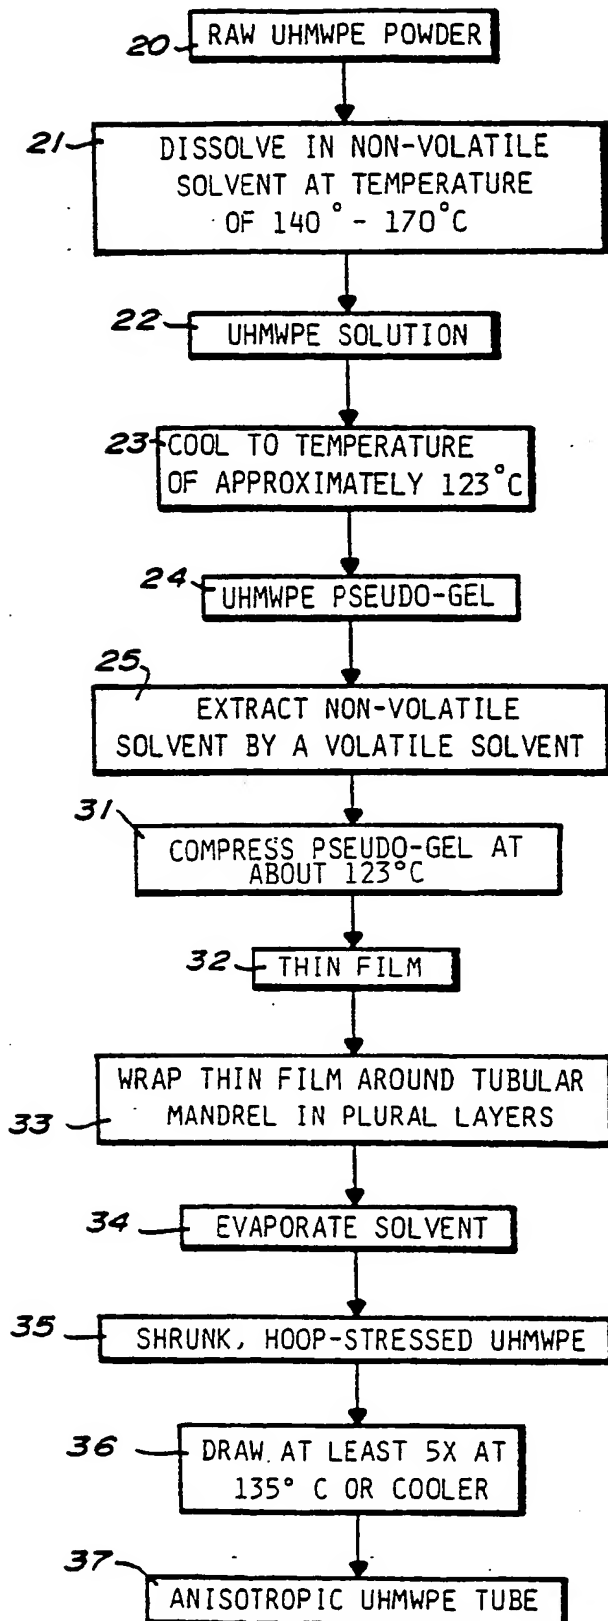 20 RAW UHMWPE POWDER
21 DISSOLVE IN NON-VOLATILE
SOLVENT AT TEMPERATURE
OF 140° - 170°C
22 UHMWPE SOLUTION
23 COOL TO TEMPERATURE
OF APPROXIMATELY 123°C
24 UHMWPE PSEUDO-GEL
25
EXTRACT NON-VOLATILE
SOLVENT BY A VOLATILE SOLVENT
31
COMPRESS PSEUDO-GEL AT
ABOUT 123°C
32 THIN FILM
WRAP THIN FILM AROUND TUBULAR
33 MANDREL IN PLURAL LAYERS
34 EVAPORATE SOLVENT
35 SHRUNK, HOOP-STRESSED UHMWPE
36 DRAW. AT LEAST 5X AT
135° C OR COOLER
37
ANISOTROPIC UHMWPE TUBE